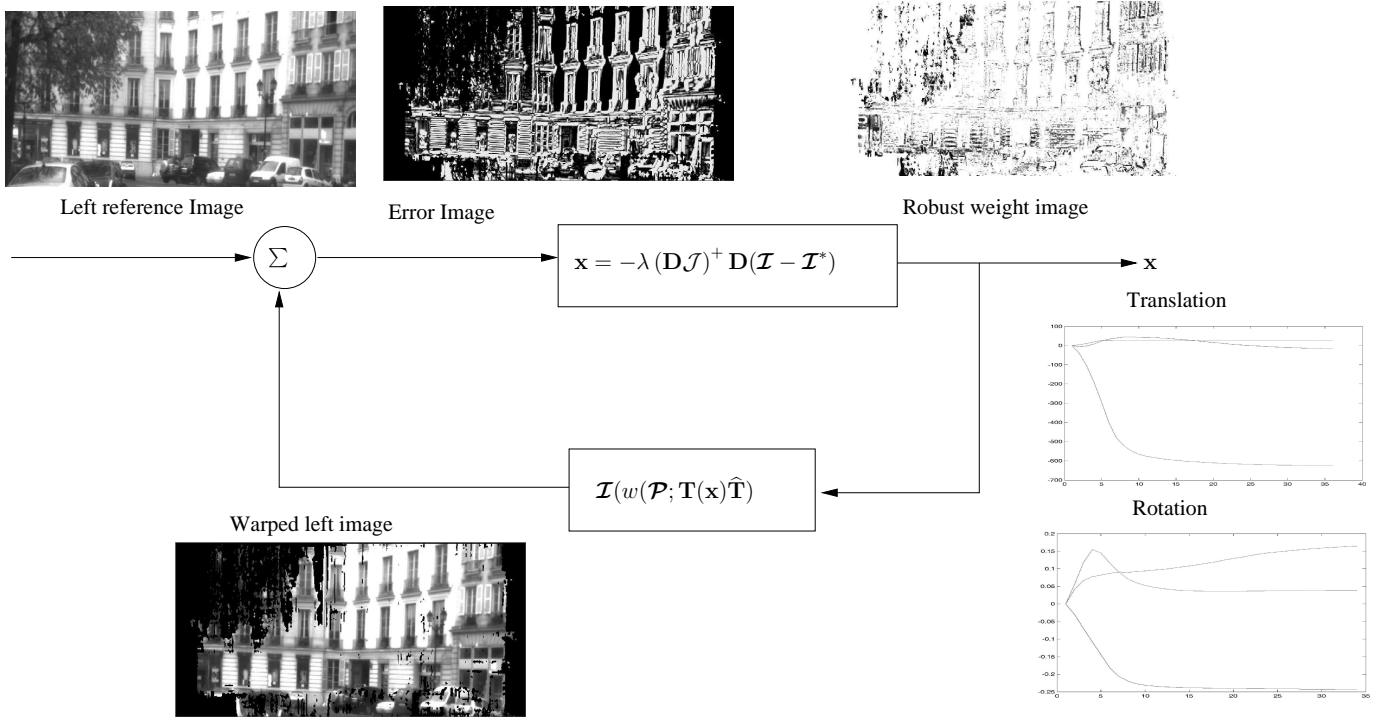 Left reference Image
Error Image
Robust weight image
∑
x = −λ (D𝒥)⁺ D(ℐ − ℐ*)
x
Translation
100
0
-100
-200
-300
-400
-500
-600
-700
0 5 10 15 20 25 30 35 40
ℐ(w(𝒫; T(x)T̂)
Warped left image
Rotation
0.2
0.15
0.1
0.05
0
-0.05
-0.1
-0.15
-0.2
-0.25
0 5 10 15 20 25 30 35